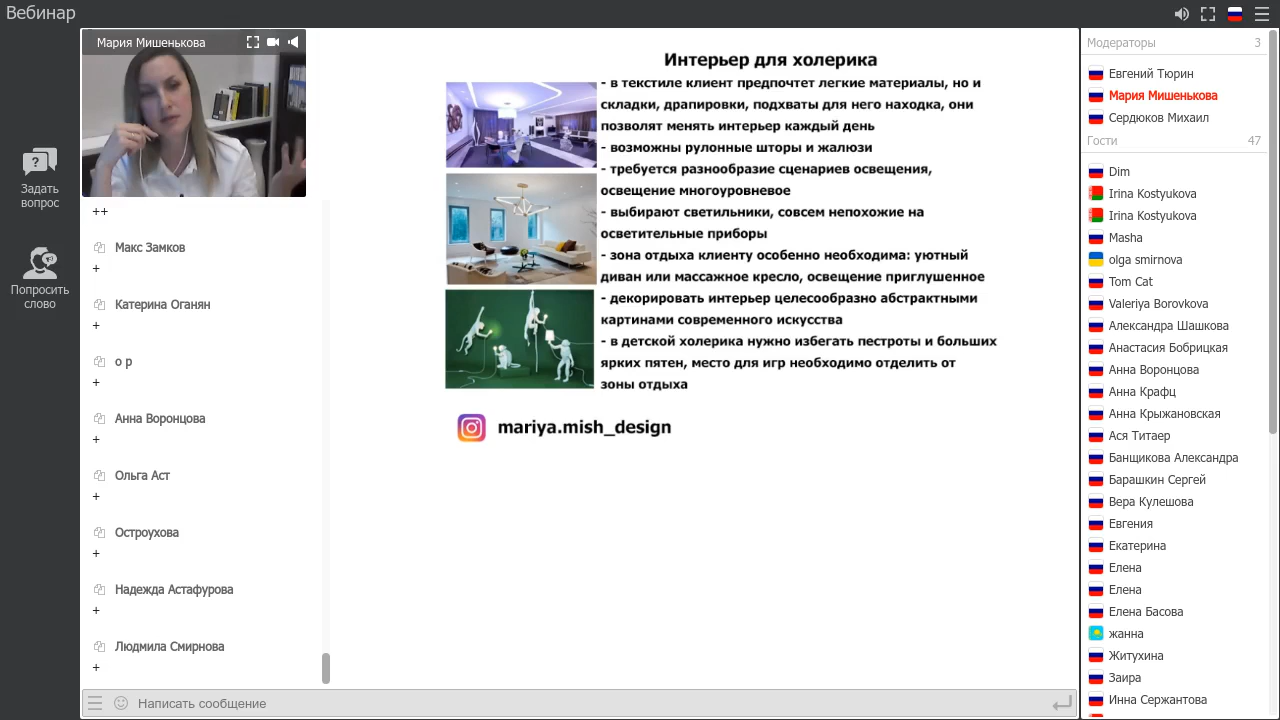 Вебинар
Мария Мишенькова
Задать
вопрос
Попросить
слово
++
Макс Замков
+
Катерина Оганян
+
о р
+
Анна Воронцова
+
Ольга Аст
+
Остроухова
+
Надежда Астафурова
+
Людмила Смирнова
+
Написать сообщение
Интерьер для холерика
- в текстиле клиент предпочтет легкие материалы, но и
складки, драпировки, подхваты для него находка, они
позволят менять интерьер каждый день
- возможны рулонные шторы и жалюзи
- требуется разнообразие сценариев освещения,
освещение многоуровневое
- выбирают светильники, совсем непохожие на
осветительные приборы
- зона отдыха клиенту особенно необходима: уютный
диван или массажное кресло, освещение приглушенное
- декорировать интерьер целесообразно абстрактными
картинами современного искусства
- в детской холерика нужно избегать пестроты и больших
ярких пятен, место для игр необходимо отделить от
зоны отдыха
mariya.mish_design
Модераторы 3
Евгений Тюрин
Мария Мишенькова
Сердюков Михаил
Гости 47
Dim
Irina Kostyukova
Irina Kostyukova
Masha
olga smirnova
Tom Cat
Valeriya Borovkova
Александра Шашкова
Анастасия Бобрицкая
Анна Воронцова
Анна Крафц
Анна Крыжановская
Ася Титаер
Банщикова Александра
Барашкин Сергей
Вера Кулешова
Евгения
Екатерина
Елена
Елена
Елена Басова
жанна
Житухина
Заира
Инна Сержантова